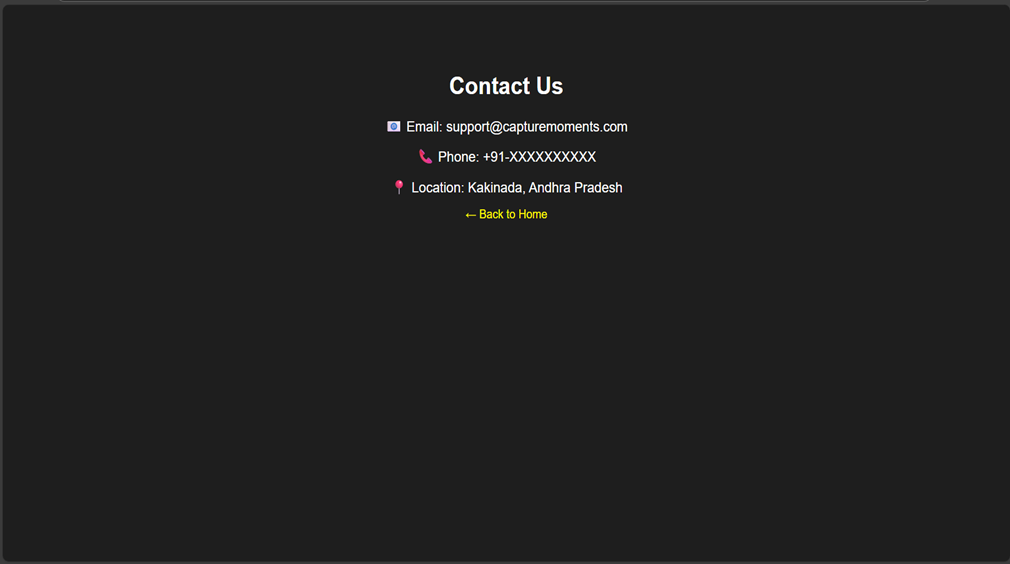 Contact Us
📧 Email: support@capturemoments.com
📞 Phone: +91-XXXXXXXXXX
📍 Location: Kakinada, Andhra Pradesh
← Back to Home